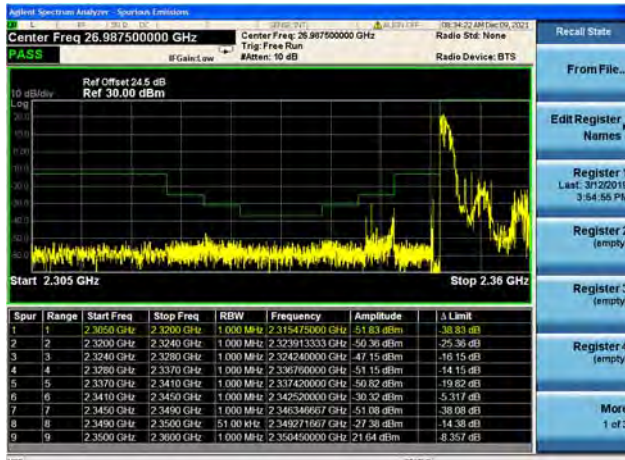 Agilent Spectrum Analyzer - Spurious Emissions
Center Freq 26.987500000 GHz
PASS
IFGain:Low
Center Freq: 26.987500000 GHz
Trig: Free Run
#Atten: 10 dB
08:34:22 AM Dec 09, 2021
Radio Std: None
Radio Device: BTS
Ref Offset 24.5 dB
Ref 30.00 dBm
10 dB/div
Log
Start 2.305 GHz
Stop 2.36 GHz
Spur Range Start Freq Stop Freq RBW Frequency Amplitude Δ Limit
1 1 2.3050 GHz 2.3200 GHz 1.000 MHz 2.315475000 GHz -51.83 dBm -38.83 dB
2 2 2.3200 GHz 2.3240 GHz 1.000 MHz 2.323913333 GHz -50.36 dBm -25.36 dB
3 3 2.3240 GHz 2.3280 GHz 1.000 MHz 2.324240000 GHz -47.15 dBm -16.15 dB
4 4 2.3280 GHz 2.3370 GHz 1.000 MHz 2.336760000 GHz -51.15 dBm -14.15 dB
5 5 2.3370 GHz 2.3410 GHz 1.000 MHz 2.337420000 GHz -50.82 dBm -19.82 dB
6 6 2.3410 GHz 2.3450 GHz 1.000 MHz 2.342520000 GHz -30.32 dBm -5.317 dB
7 7 2.3450 GHz 2.3490 GHz 1.000 MHz 2.346346667 GHz -51.08 dBm -38.08 dB
8 8 2.3490 GHz 2.3500 GHz 51.00 kHz 2.349271667 GHz -27.38 dBm -14.38 dB
9 9 2.3500 GHz 2.3600 GHz 1.000 MHz 2.350450000 GHz 21.64 dBm -8.357 dB
Recall State
From File...
Edit Register
Names
Register 1
Last: 3/12/2019
3:54:55 PM
Register 2
(empty
Register 3
(empty
Register 4
(empty
More
1 of